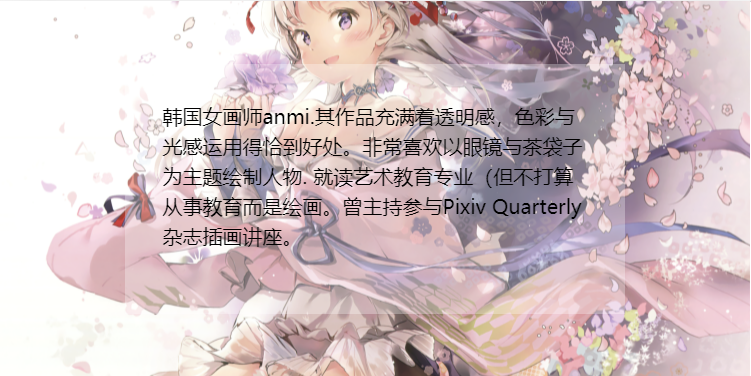 韩国女画师anmi.其作品充满着透明感，色彩与
光感运用得恰到好处。非常喜欢以眼镜与茶袋子
为主题绘制人物. 就读艺术教育专业（但不打算
从事教育而是绘画。曾主持参与Pixiv Quarterly
杂志插画讲座。